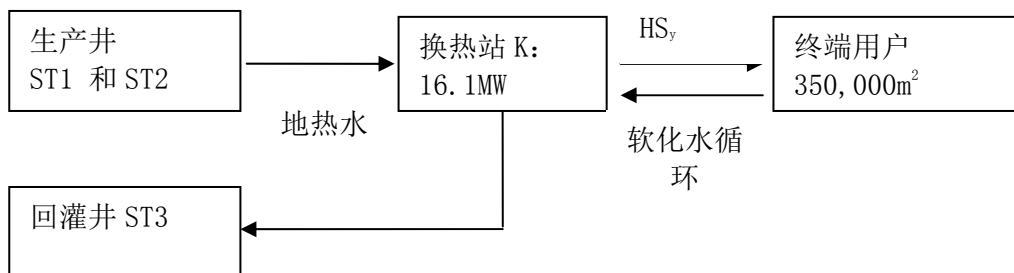 生产井
ST1 和 ST2
地热水
换热站 K:
16.1MW
HSy
软化水循
环
终端用户
350,000m²
回灌井 ST3